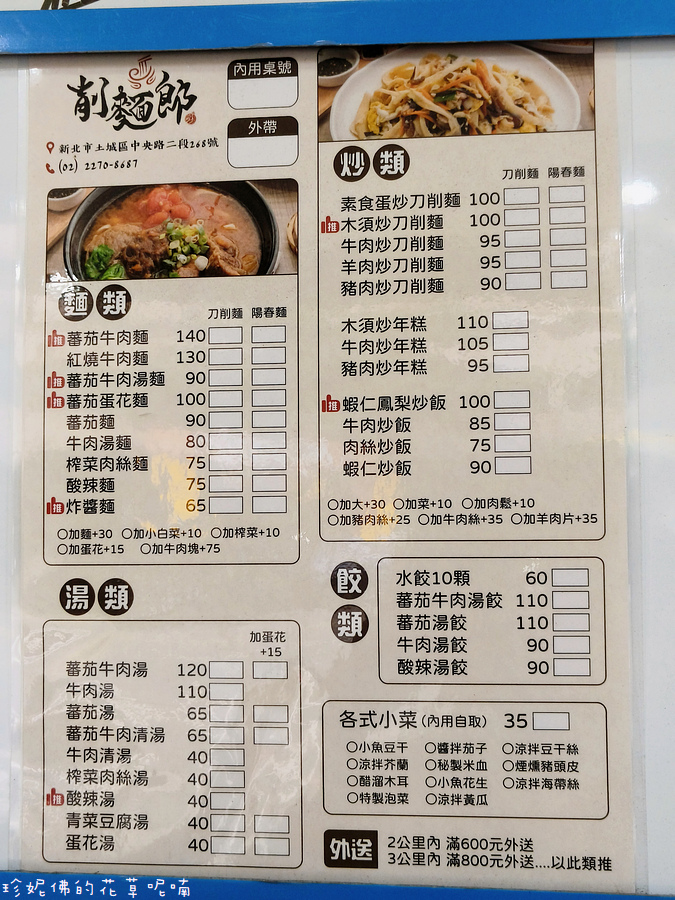 削麵郎
內用桌號
外帶
新北市土城區中央路二段268號
(02) 2270-8687
麵類
刀削麵 陽春麵
推 蕃茄牛肉麵 140
紅燒牛肉麵 130
推 蕃茄牛肉湯麵 90
推 蕃茄蛋花麵 100
蕃茄麵 90
牛肉湯麵 80
榨菜肉絲麵 75
酸辣麵 75
推 炸醬麵 65
○加麵+30 ○加小白菜+10 ○加榨菜+10
○加蛋花+15 ○加牛肉塊+75
湯類
加蛋花
+15
蕃茄牛肉湯 120
牛肉湯 110
蕃茄湯 65
蕃茄牛肉清湯 65
牛肉清湯 40
榨菜肉絲湯 40
推 酸辣湯 40
青菜豆腐湯 40
蛋花湯 40
炒類
刀削麵 陽春麵
素食蛋炒刀削麵 100
推 木須炒刀削麵 100
牛肉炒刀削麵 95
羊肉炒刀削麵 95
豬肉炒刀削麵 90
木須炒年糕 110
牛肉炒年糕 105
豬肉炒年糕 95
推 蝦仁鳳梨炒飯 100
牛肉炒飯 85
肉絲炒飯 75
蝦仁炒飯 90
○加大+30 ○加菜+10 ○加肉鬆+10
○加豬肉絲+25 ○加牛肉絲+35 ○加羊肉片+35
餃類
水餃10顆 60
蕃茄牛肉湯餃 110
蕃茄湯餃 110
牛肉湯餃 90
酸辣湯餃 90
各式小菜(內用自取) 35
○小魚豆干 ○醬拌茄子 ○涼拌豆干絲
○涼拌芥蘭 ○秘製米血 ○煙燻豬頭皮
○醋溜木耳 ○小魚花生 ○涼拌海帶絲
○特製泡菜 ○涼拌黃瓜
外送
2公里內 滿600元外送
3公里內 滿800元外送....以此類推
珍妮佛的花草呢喃